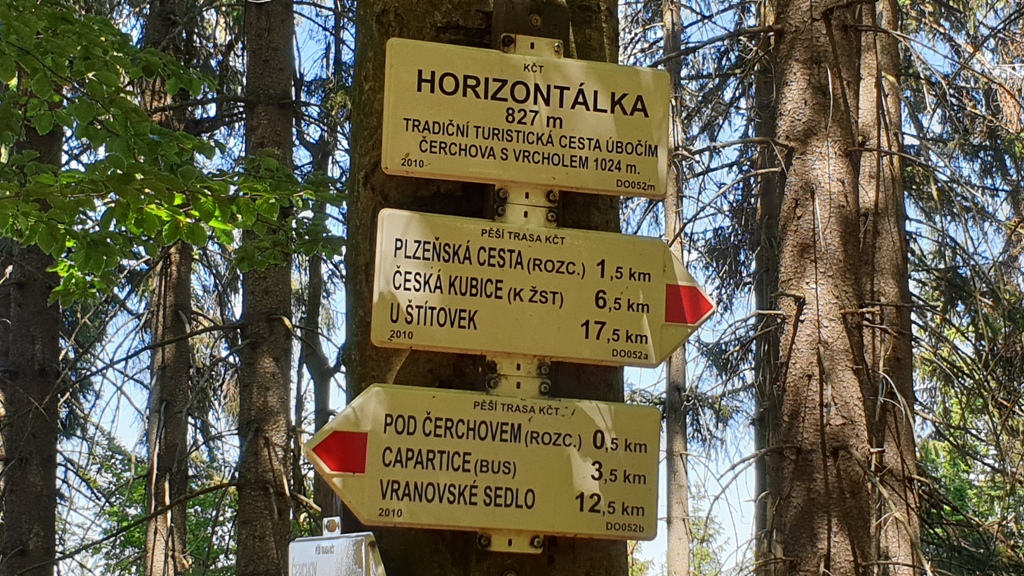 KČT
HORIZONTÁLKA
827 m
TRADIČNÍ TURISTICKÁ CESTA ÚBOČÍM
ČERCHOVA S VRCHOLEM 1024 m.
2010 DO052m
PĚŠÍ TRASA KČT
PLZEŇSKÁ CESTA (ROZC.) 1,5 km
ČESKÁ KUBICE (K ŽST) 6,5 km
U ŠTÍTOVEK 17,5 km
2010 DO052a
PĚŠÍ TRASA KČT
POD ČERCHOVEM (ROZC.) 0,5 km
CAPARTICE (BUS) 3,5 km
VRANOVSKÉ SEDLO 12,5 km
2010 DO052b